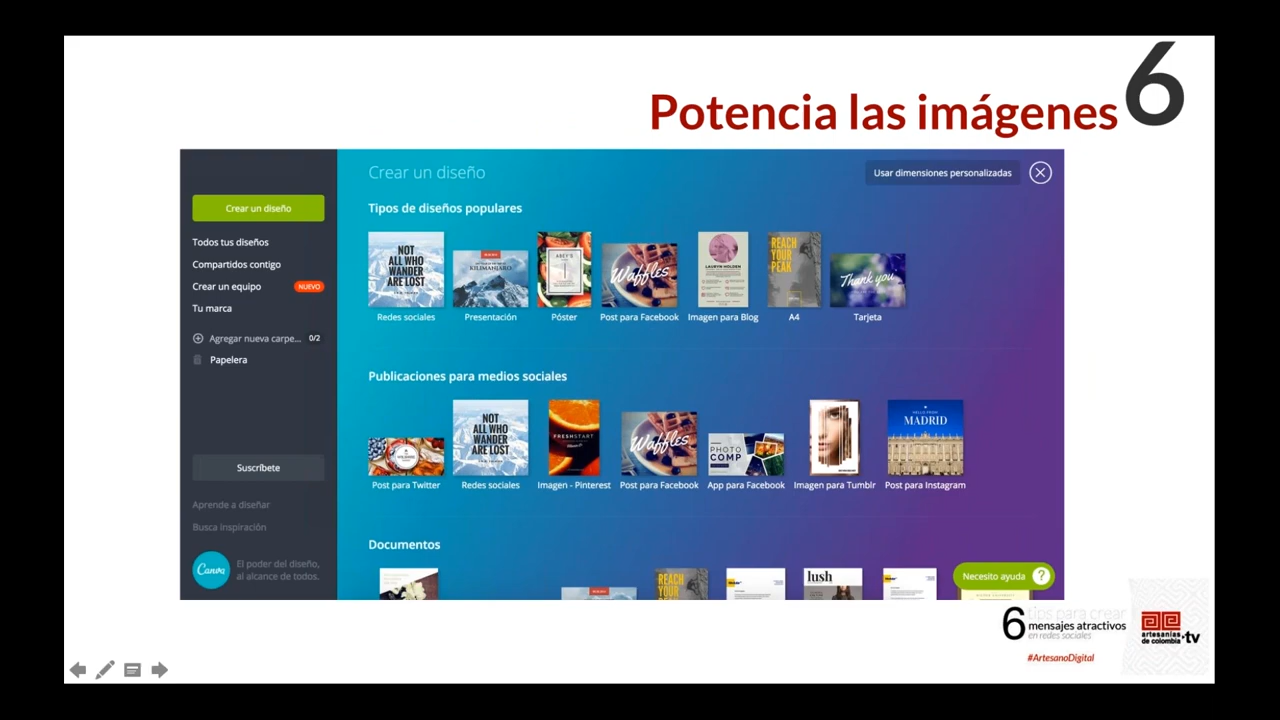 Potencia las imágenes 6
Crear un diseño
Todos tus diseños
Compartidos contigo
Crear un equipo NUEVO
Tu marca
Agregar nueva carpe... 0/2
Papelera
Suscríbete
Aprende a diseñar
Busca inspiración
Canva
El poder del diseño,
al alcance de todos.
Crear un diseño
Usar dimensiones personalizadas
Tipos de diseños populares
NOT
ALL WHO
WANDER
ARE LOST
KILIMANJARO
Waffles
LAUREN HOLDEN
REACH
YOUR
PEAK
Thank you
Redes sociales
Presentación
Póster
Post para Facebook
Imagen para Blog
A4
Tarjeta
Publicaciones para medios sociales
NOT
ALL WHO
WANDER
ARE LOST
FRESHSTART
Waffles
PHOTO
COMP
MADRID
Post para Twitter
Redes sociales
Imagen - Pinterest
Post para Facebook
App para Facebook
Imagen para Tumblr
Post para Instagram
Documentos
REACH
YOUR
PEAK
lush
Necesito ayuda ?
6 tips para crear
mensajes atractivos
en redes sociales
#ArtesanoDigital
artesanías
de colombia .tv